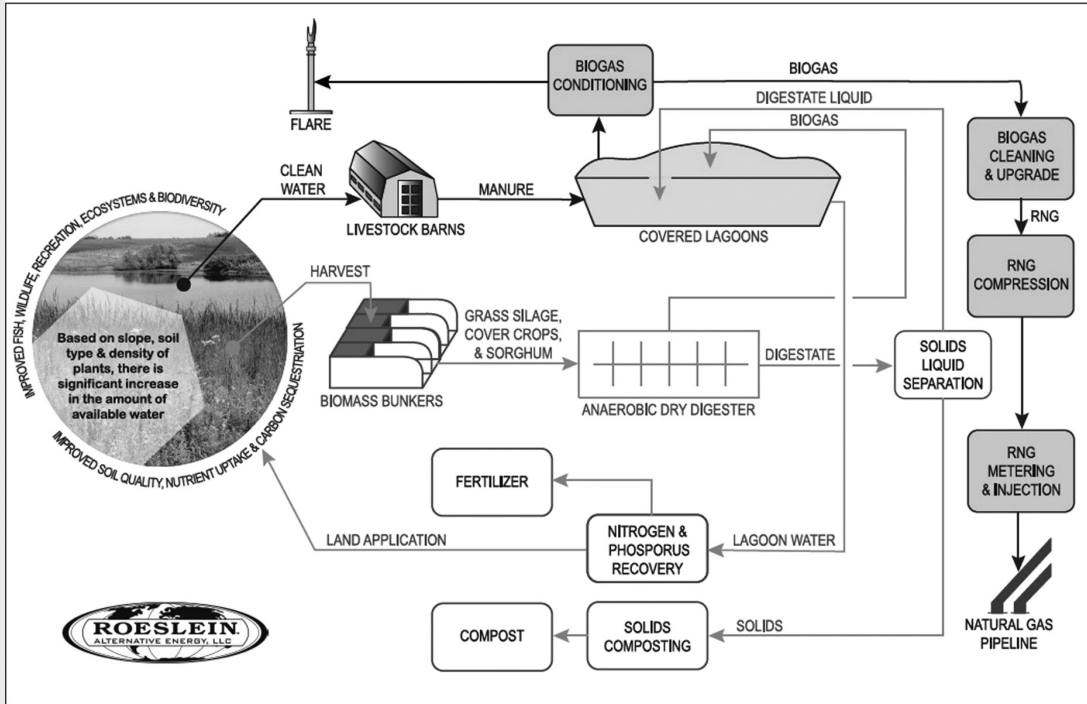 BIOGAS
CONDITIONING
BIOGAS
FLARE
DIGESTATE LIQUID
BIOGAS
BIOGAS
CLEANING
& UPGRADE
CLEAN
WATER
LIVESTOCK BARNS
MANURE
COVERED LAGOONS
RNG
RNG
COMPRESSION
IMPROVED FISH, WILDLIFE, RECREATION, ECOSYSTEMS & BIODIVERSITY
Based on slope, soil
type & density of
plants, there is
significant increase
in the amount of
available water
IMPROVED SOIL QUALITY, NUTRIENT UPTAKE & CARBON SEQUESTRIATION
HARVEST
BIOMASS BUNKERS
GRASS SILAGE,
COVER CROPS,
& SORGHUM
ANAEROBIC DRY DIGESTER
DIGESTATE
SOLIDS
LIQUID
SEPARATION
RNG
METERING
& INJECTION
FERTILIZER
LAND APPLICATION
NITROGEN &
PHOSPORUS
RECOVERY
LAGOON WATER
NATURAL GAS
PIPELINE
COMPOST
SOLIDS
COMPOSTING
SOLIDS
ROESLEIN
ALTERNATIVE ENERGY, LLC